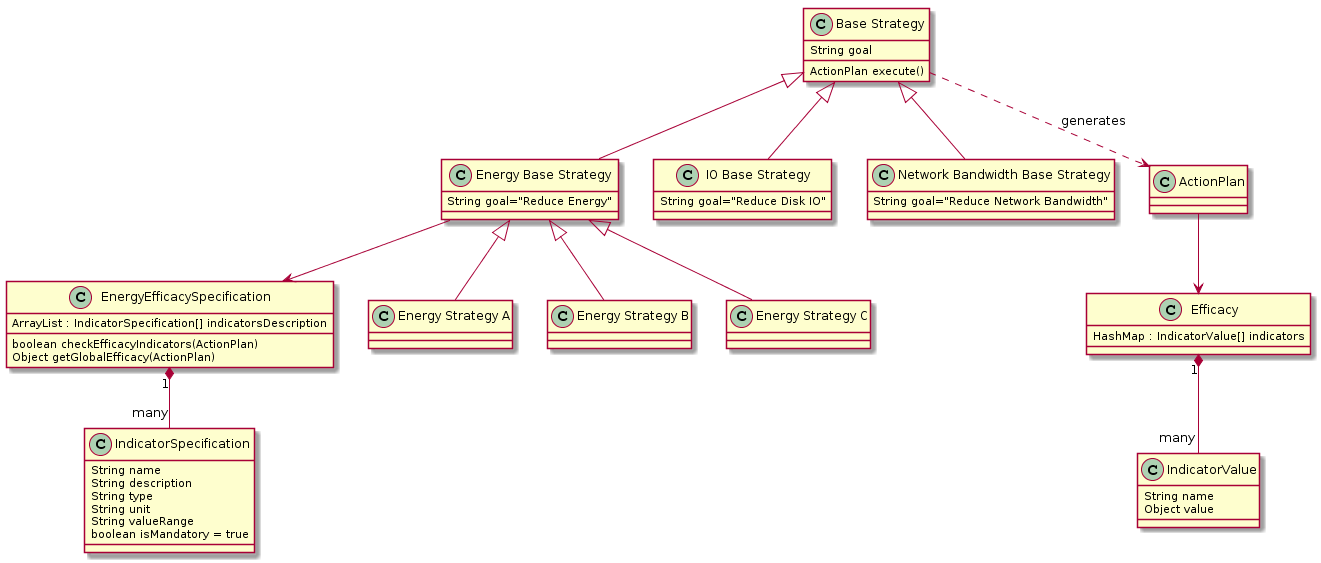 C Base Strategy
String goal
ActionPlan execute()
generates
C Energy Base Strategy
String goal="Reduce Energy"
C IO Base Strategy
String goal="Reduce Disk IO"
C Network Bandwidth Base Strategy
String goal="Reduce Network Bandwidth"
C ActionPlan
C EnergyEfficacySpecification
ArrayList : IndicatorSpecification[] indicatorsDescription
boolean checkEfficacyIndicators(ActionPlan)
Object getGlobalEfficacy(ActionPlan)
C Energy Strategy A
C Energy Strategy B
C Energy Strategy C
C Efficacy
HashMap : IndicatorValue[] indicators
1
many
1
many
C IndicatorSpecification
String name
String description
String type
String unit
String valueRange
boolean isMandatory = true
C IndicatorValue
String name
Object value